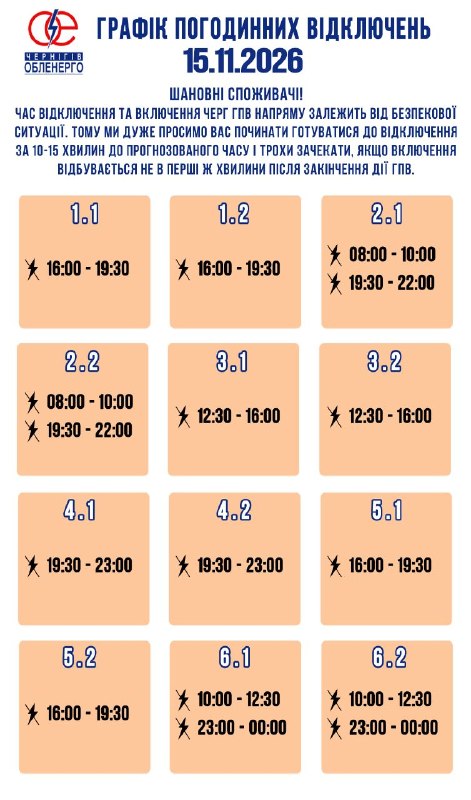 ЧЕРНІГІВ
ОБЛЕНЕРГО
ГРАФІК ПОГОДИННИХ ВІДКЛЮЧЕНЬ
15.11.2026
ШАНОВНІ СПОЖИВАЧІ!
ЧАС ВІДКЛЮЧЕННЯ ТА ВКЛЮЧЕННЯ ЧЕРГ ГПВ НАПРЯМУ ЗАЛЕЖИТЬ ВІД БЕЗПЕКОВОЇ
СИТУАЦІЇ. ТОМУ МИ ДУЖЕ ПРОСИМО ВАС ПОЧИНАТИ ГОТУВАТИСЯ ДО ВІДКЛЮЧЕННЯ
ЗА 10-15 ХВИЛИН ДО ПРОГНОЗОВАНОГО ЧАСУ І ТРОХИ ЗАЧЕКАТИ, ЯКЩО ВКЛЮЧЕННЯ
ВІДБУВАЄТЬСЯ НЕ В ПЕРШІ Ж ХВИЛИНИ ПІСЛЯ ЗАКІНЧЕННЯ ДІЇ ГПВ.
1.1
16:00 - 19:30
1.2
16:00 - 19:30
2.1
08:00 - 10:00
19:30 - 22:00
2.2
08:00 - 10:00
19:30 - 22:00
3.1
12:30 - 16:00
3.2
12:30 - 16:00
4.1
19:30 - 23:00
4.2
19:30 - 23:00
5.1
16:00 - 19:30
5.2
16:00 - 19:30
6.1
10:00 - 12:30
23:00 - 00:00
6.2
10:00 - 12:30
23:00 - 00:00